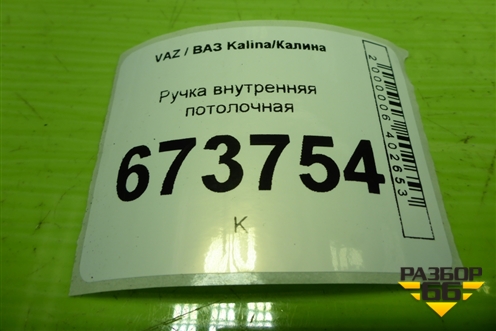 VAZ / ВАЗ Kalina/Калина
Ручка внутренняя
потолочная
673754
К
2000006402653
РАЗБОР
66